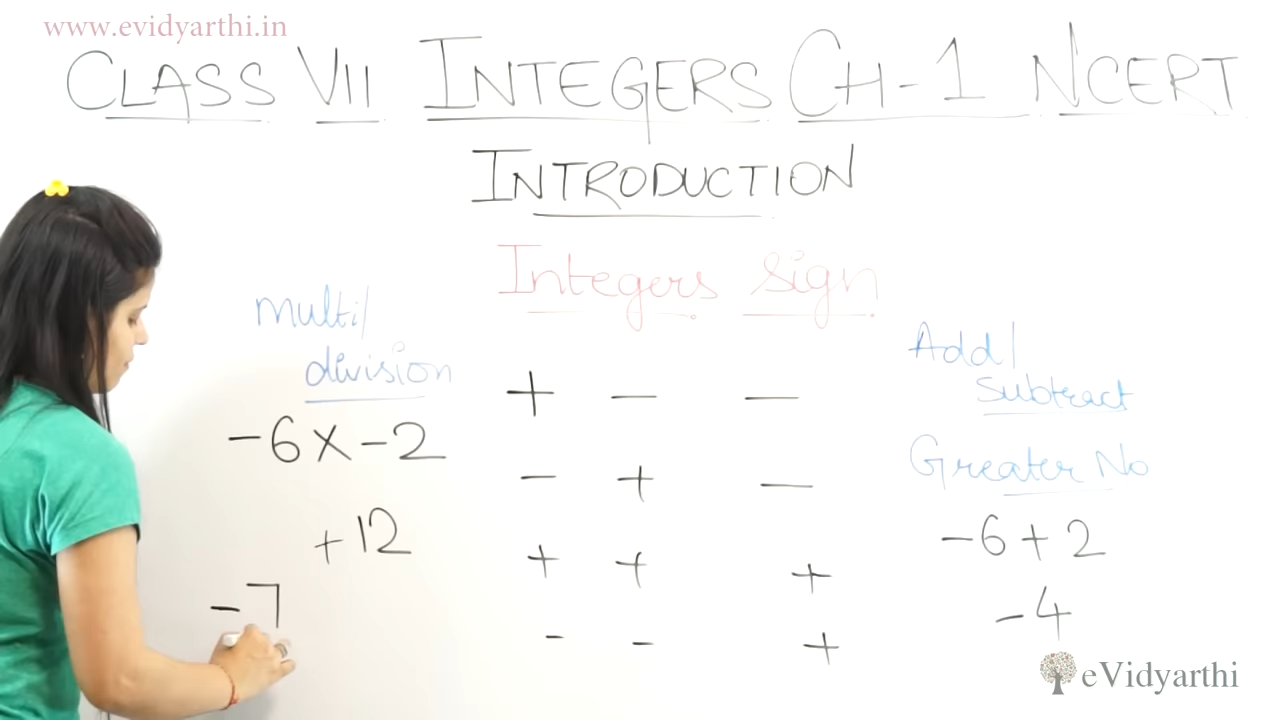 www.evidyarthi.in
CLASS VII INTEGERS CH-1 NCERT
INTRODUCTION
Integers sign
Multi/
division
-6 x -2
+12
-7
+ - -
- + -
+ + +
- - +
Add/
Subtract
Greater No
-6+2
-4
eVidyarthi